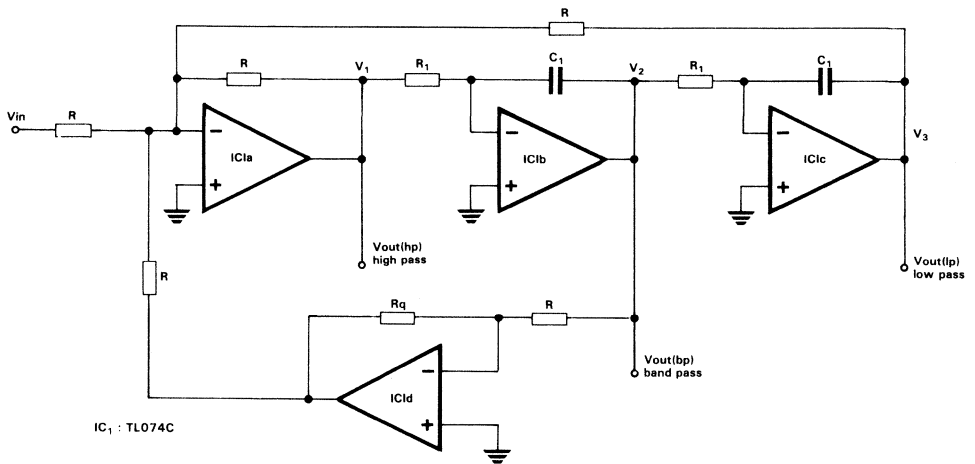 R
R
V₁
R₁
C₁
V₂
R₁
C₁
Vin
R
−
+
ICIa
−
+
ICIb
−
+
ICIc
V₃
Vout(hp)
high pass
Vout(lp)
low pass
R
Rq
R
Vout(bp)
band pass
−
+
ICId
IC₁ : TL074C